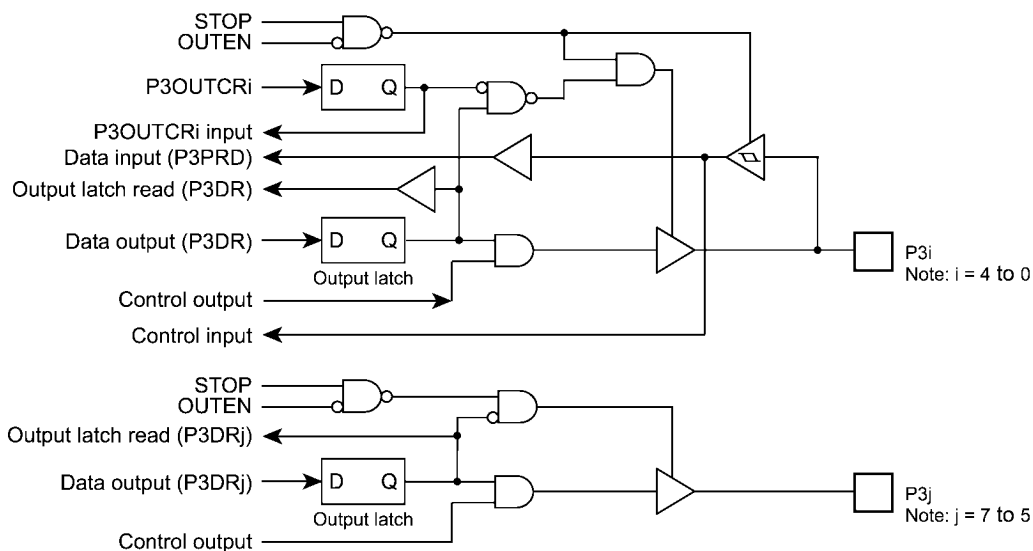 STOP
OUTEN
P3OUTCRi
D Q
P3OUTCRi input
Data input (P3PRD)
Output latch read (P3DR)
Data output (P3DR)
D Q
Output latch
P3i
Note: i = 4 to 0
Control output
Control input
STOP
OUTEN
Output latch read (P3DRj)
Data output (P3DRj)
D Q
Output latch
P3j
Note: j = 7 to 5
Control output